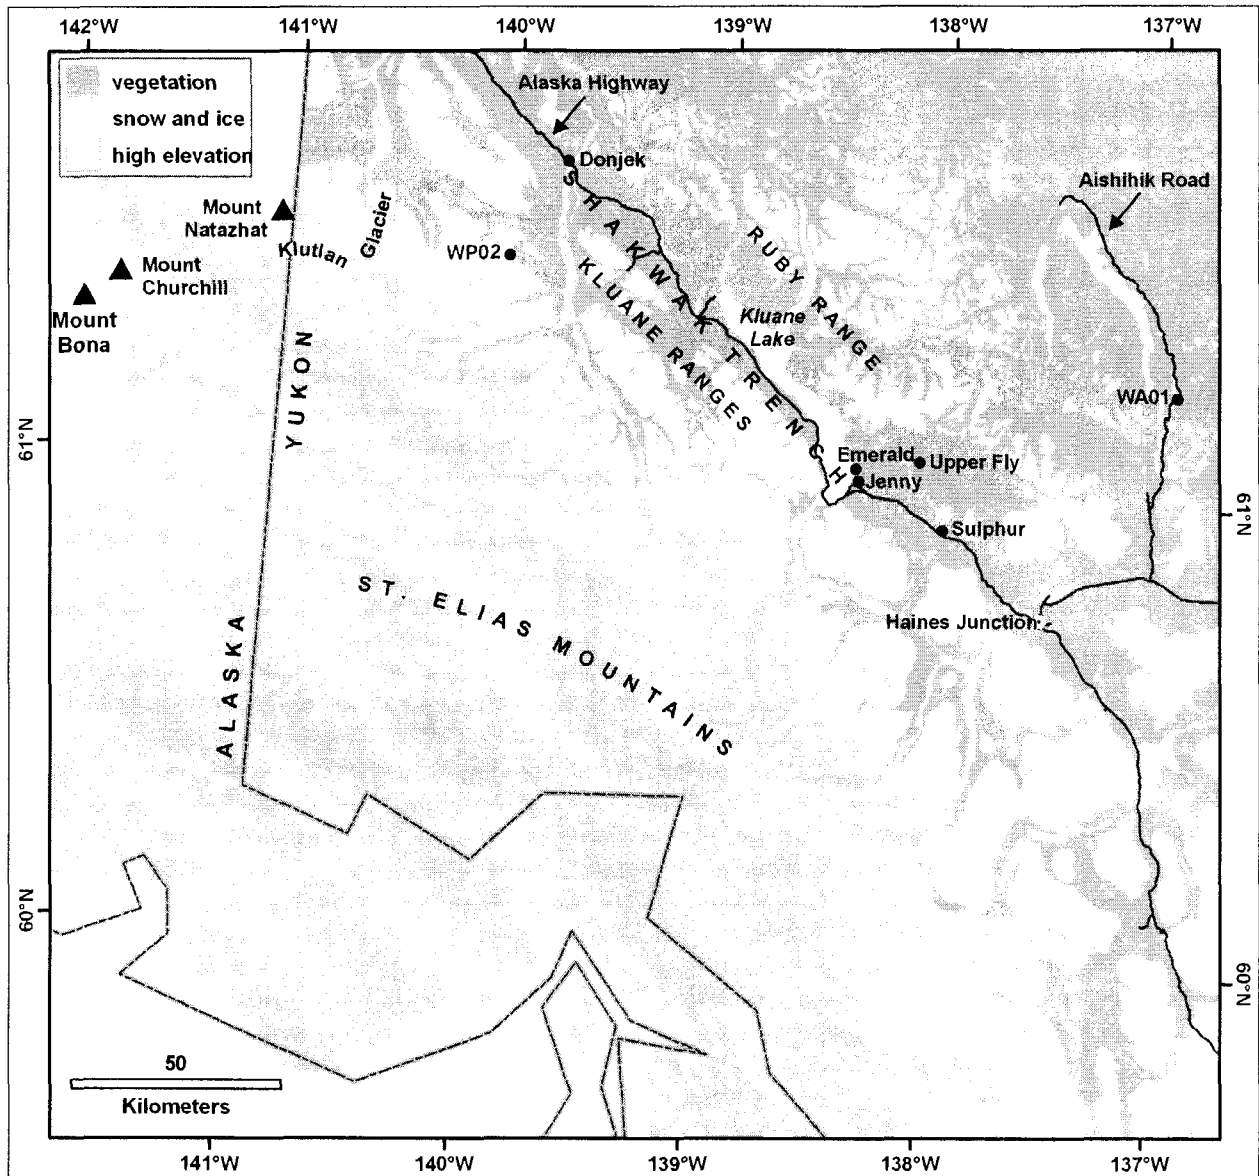 142°W
141°W
140°W
139°W
138°W
137°W
vegetation
snow and ice
high elevation
Alaska Highway
Donjek
Aishihik Road
Mount
Natazhat
Klutlan Glacier
WP02
Mount
Churchill
Mount
Bona
SHAKWAK TRENCH
RUBY RANGE
KLUANE RANGES
Kluane
Lake
YUKON
WA01
61°N
Emerald
Upper Fly
Jenny
61°N
Sulphur
ST. ELIAS MOUNTAINS
Haines Junction
ALASKA
60°N
60°N
50
Kilometers
141°W
140°W
139°W
138°W
137°W